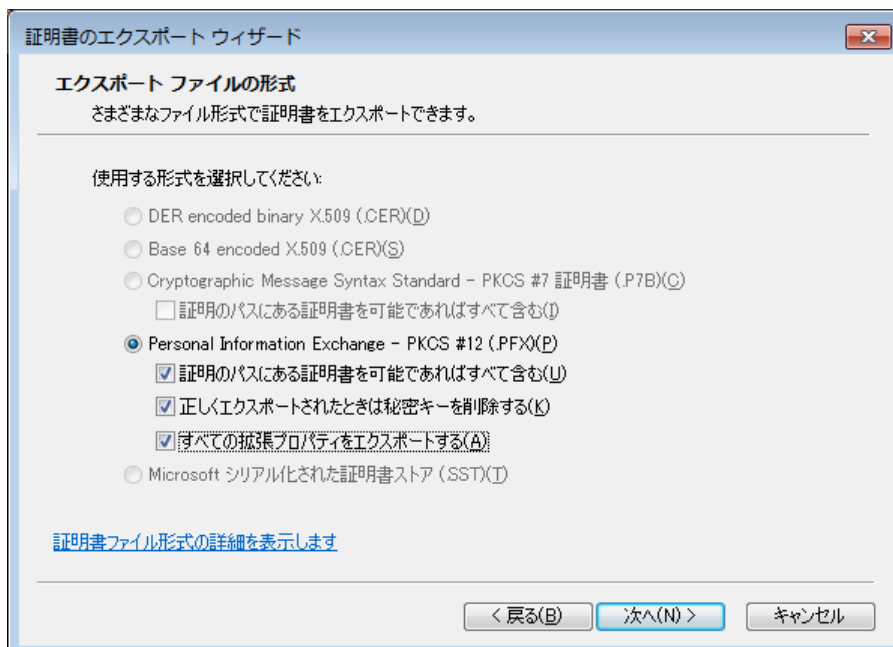 証明書のエクスポート ウィザード
エクスポート ファイルの形式
さまざまなファイル形式で証明書をエクスポートできます。
使用する形式を選択してください:
DER encoded binary X.509 (.CER)(D)
Base 64 encoded X.509 (.CER)(S)
Cryptographic Message Syntax Standard - PKCS #7 証明書 (.P7B)(C)
証明のパスにある証明書を可能であればすべて含む(I)
Personal Information Exchange - PKCS #12 (.PFX)(P)
証明のパスにある証明書を可能であればすべて含む(U)
正しくエクスポートされたときは秘密キーを削除する(K)
すべての拡張プロパティをエクスポートする(A)
Microsoft シリアル化された証明書ストア (.SST)(T)
証明書ファイル形式の詳細を表示します
< 戻る(B) 次へ(N) > キャンセル